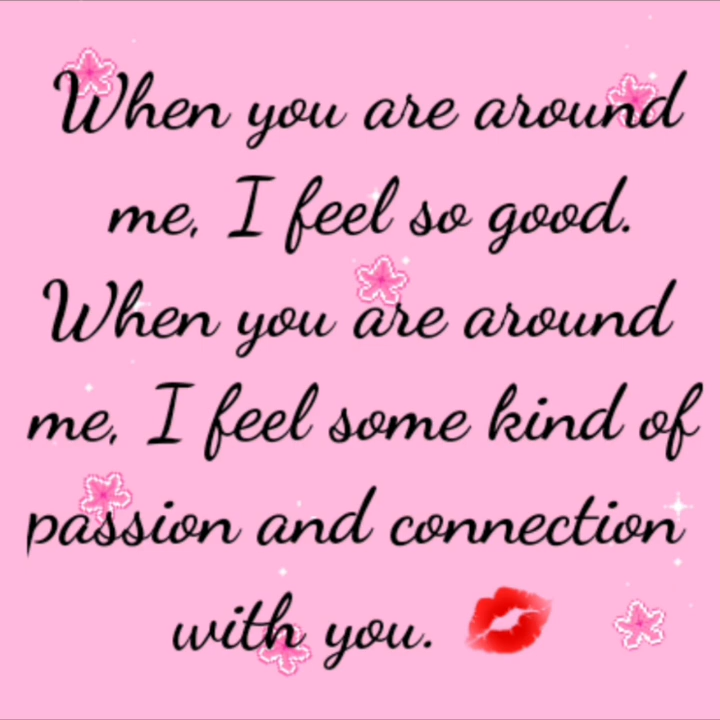 When you are around
me, I feel so good.
When you are around
me, I feel some kind of
passion and connection
with you.